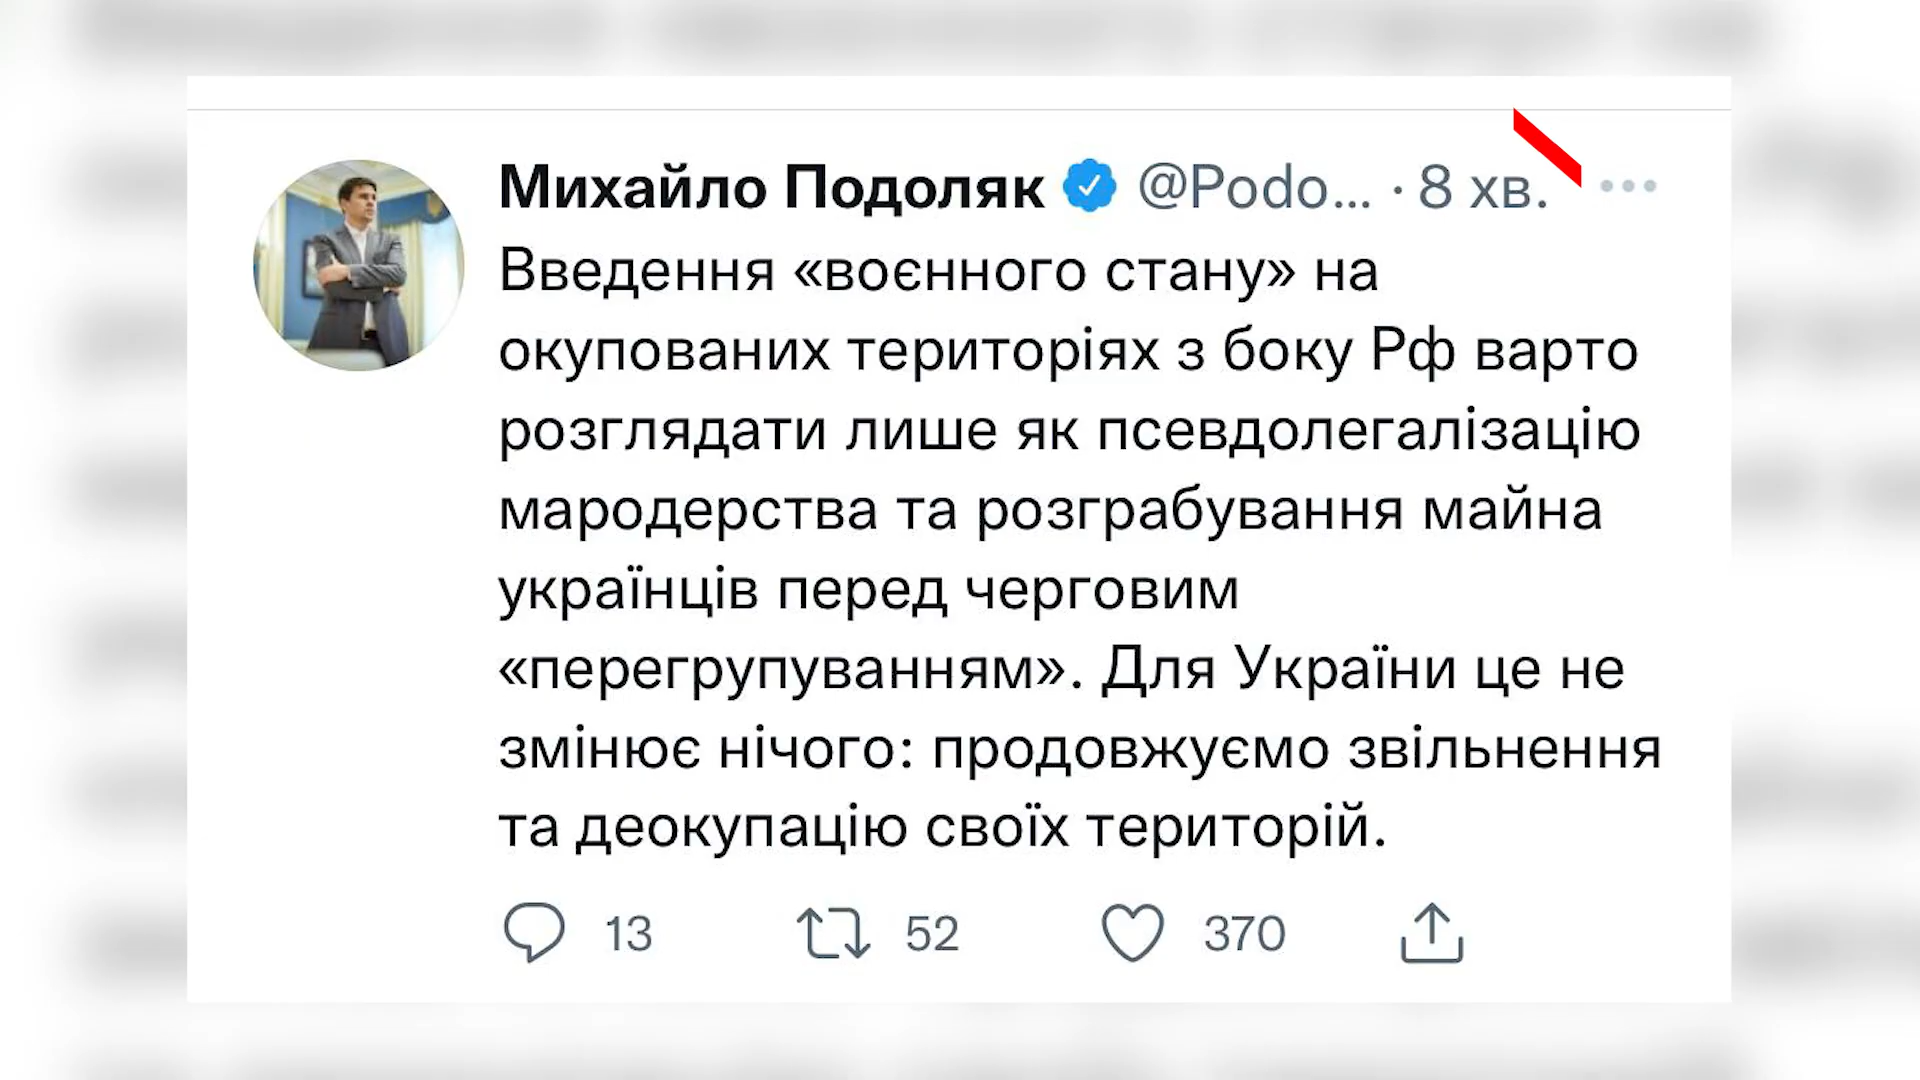 Михайло Подоляк @Podo... · 8 хв.
Введення «воєнного стану» на
окупованих територіях з боку Рф варто
розглядати лише як псевдолегалізацію
мародерства та розграбування майна
українців перед черговим
«перегрупуванням». Для України це не
змінює нічого: продовжуємо звільнення
та деокупацію своїх територій.
13 52 370